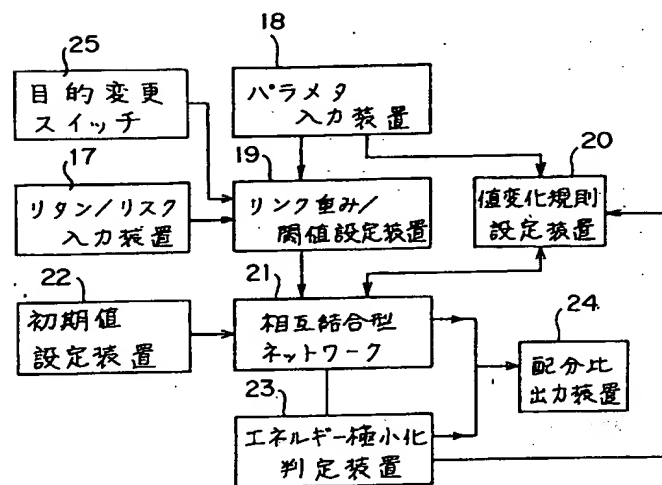 25
目的変更
スイッチ
18
パラメタ
入力装置
17
リタン/リスク
入力装置
19
リンク重み/
閾値設定装置
20
値変化規則
設定装置
22
初期値
設定装置
21
相互結合型
ネットワーク
24
配分比
出力装置
23
エネルギー極小化
判定装置